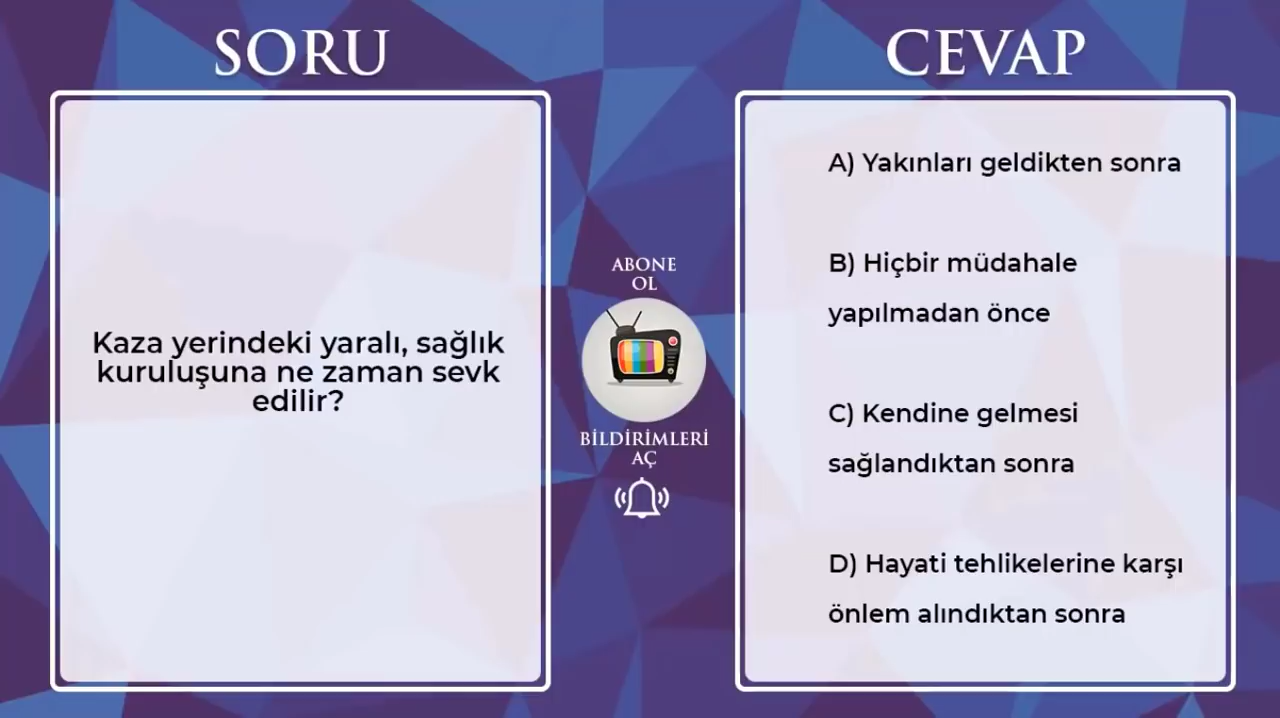 SORU
Kaza yerindeki yaralı, sağlık
kuruluşuna ne zaman sevk
edilir?
ABONE
OL
BİLDİRİMLERİ
AÇ
CEVAP
A) Yakınları geldikten sonra
B) Hiçbir müdahale
yapılmadan önce
C) Kendine gelmesi
sağlandıktan sonra
D) Hayati tehlikelerine karşı
önlem alındıktan sonra